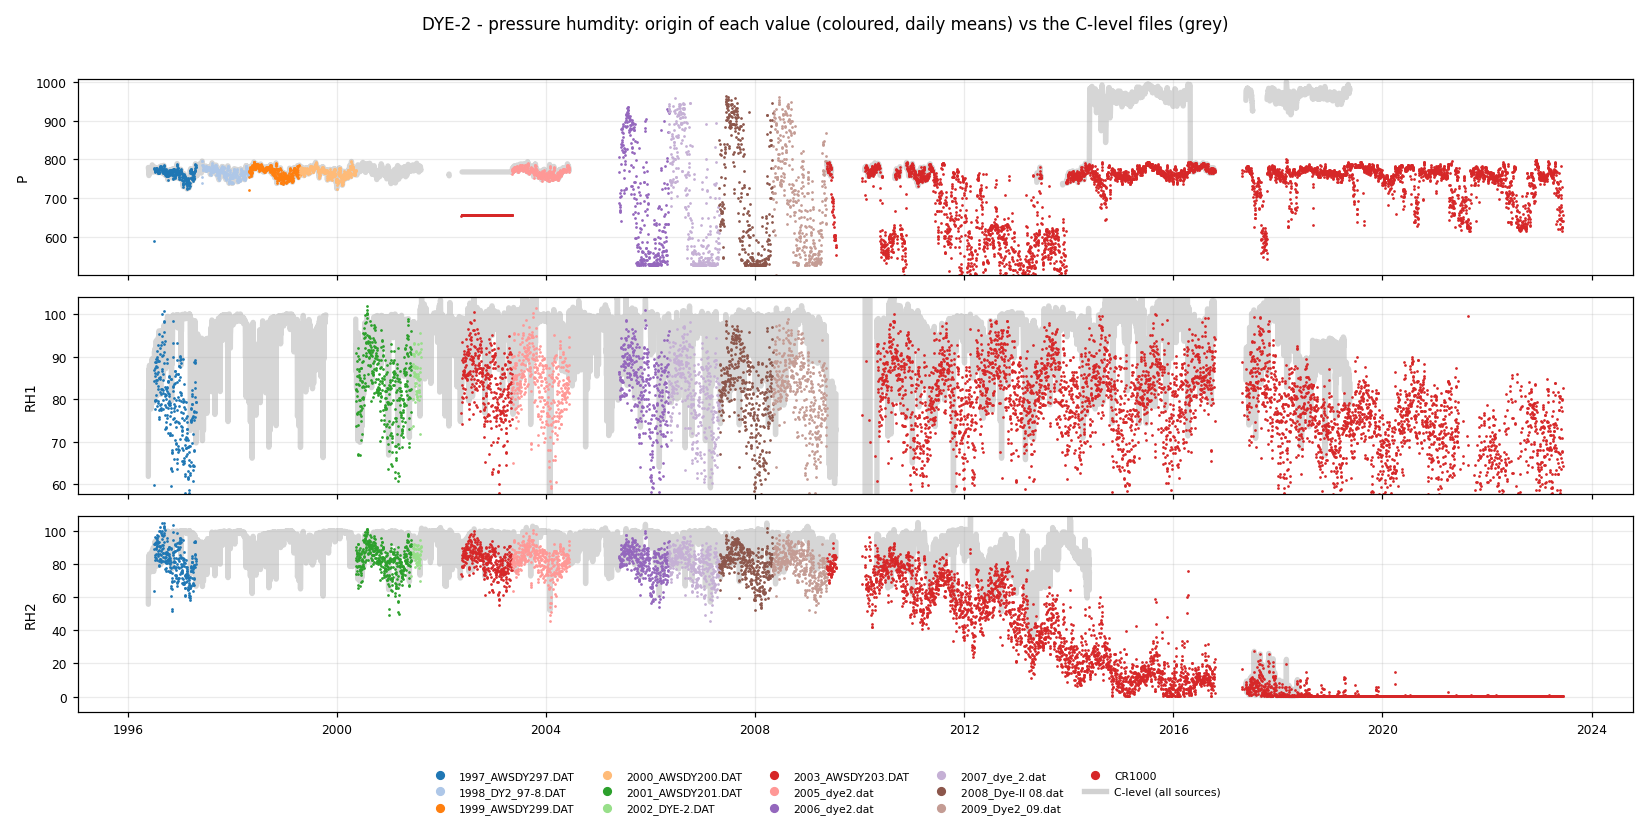 DYE-2 - pressure humdity: origin of each value (coloured, daily means) vs the C-level files (grey)
1000
900
800
700
600
P
100
90
80
70
60
RH1
100
80
60
40
20
0
RH2
1996
2000
2004
2008
2012
2016
2020
2024
1997_AWSDY297.DAT
1998_DY2_97-8.DAT
1999_AWSDY299.DAT
2000_AWSDY200.DAT
2001_AWSDY201.DAT
2002_DYE-2.DAT
2003_AWSDY203.DAT
2005_dye2.dat
2006_dye2.dat
2007_dye_2.dat
2008_Dye-II 08.dat
2009_Dye2_09.dat
CR1000
C-level (all sources)